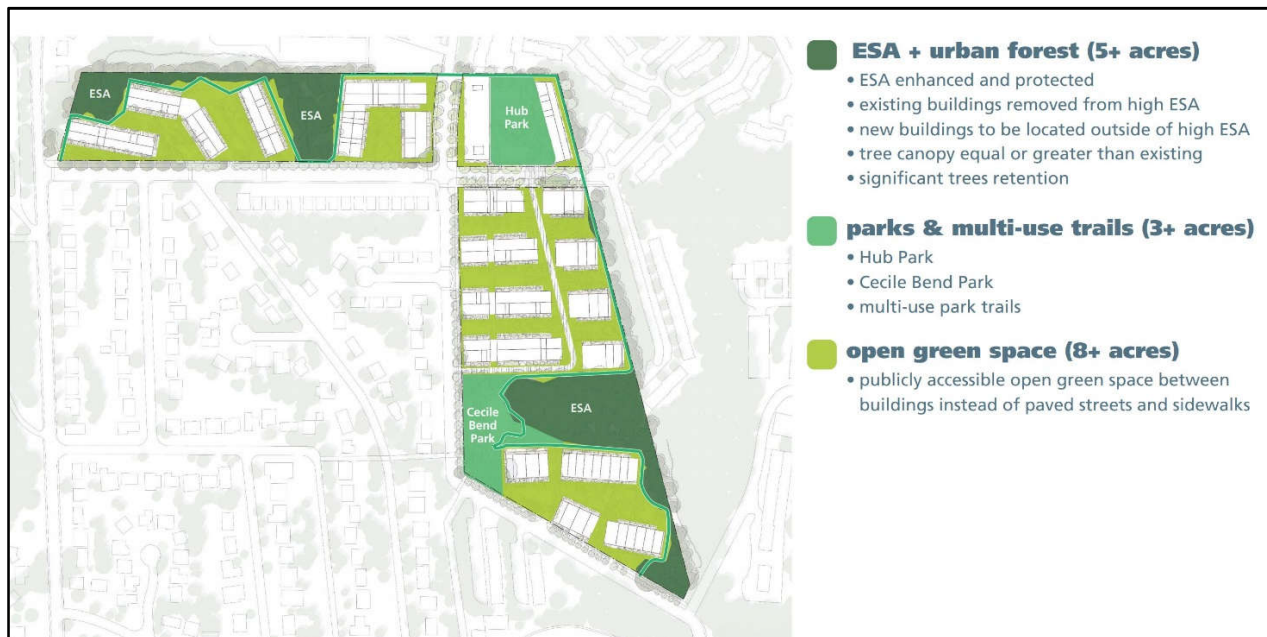 ESA
ESA
Hub
Park
ESA
Cecile
Bend
Park
ESA + urban forest (5+ acres)
• ESA enhanced and protected
• existing buildings removed from high ESA
• new buildings to be located outside of high ESA
• tree canopy equal or greater than existing
• significant trees retention
parks & multi-use trails (3+ acres)
• Hub Park
• Cecile Bend Park
• multi-use park trails
open green space (8+ acres)
• publicly accessible open green space between
buildings instead of paved streets and sidewalks